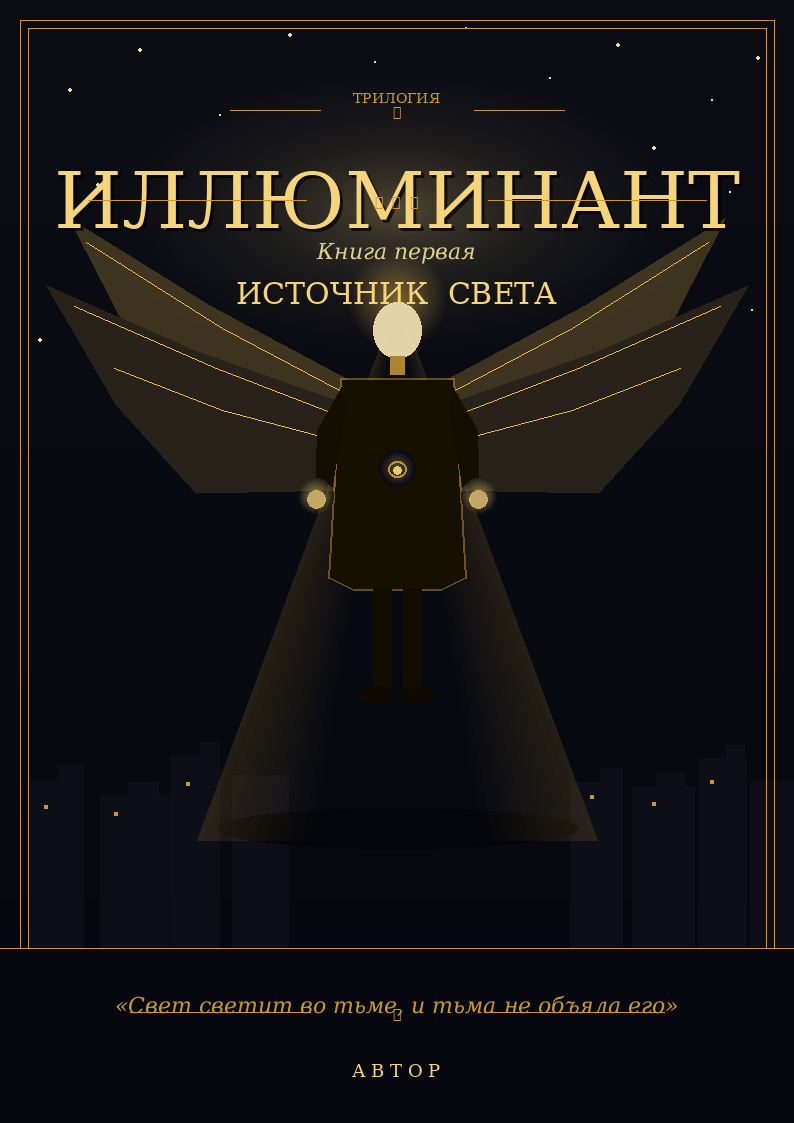 ТРИЛОГИЯ
ИЛЛЮМИНАНТ
Книга первая
ИСТОЧНИК СВЕТА
«Свет светит во тьме, и тьма не объяла его»
АВТОР